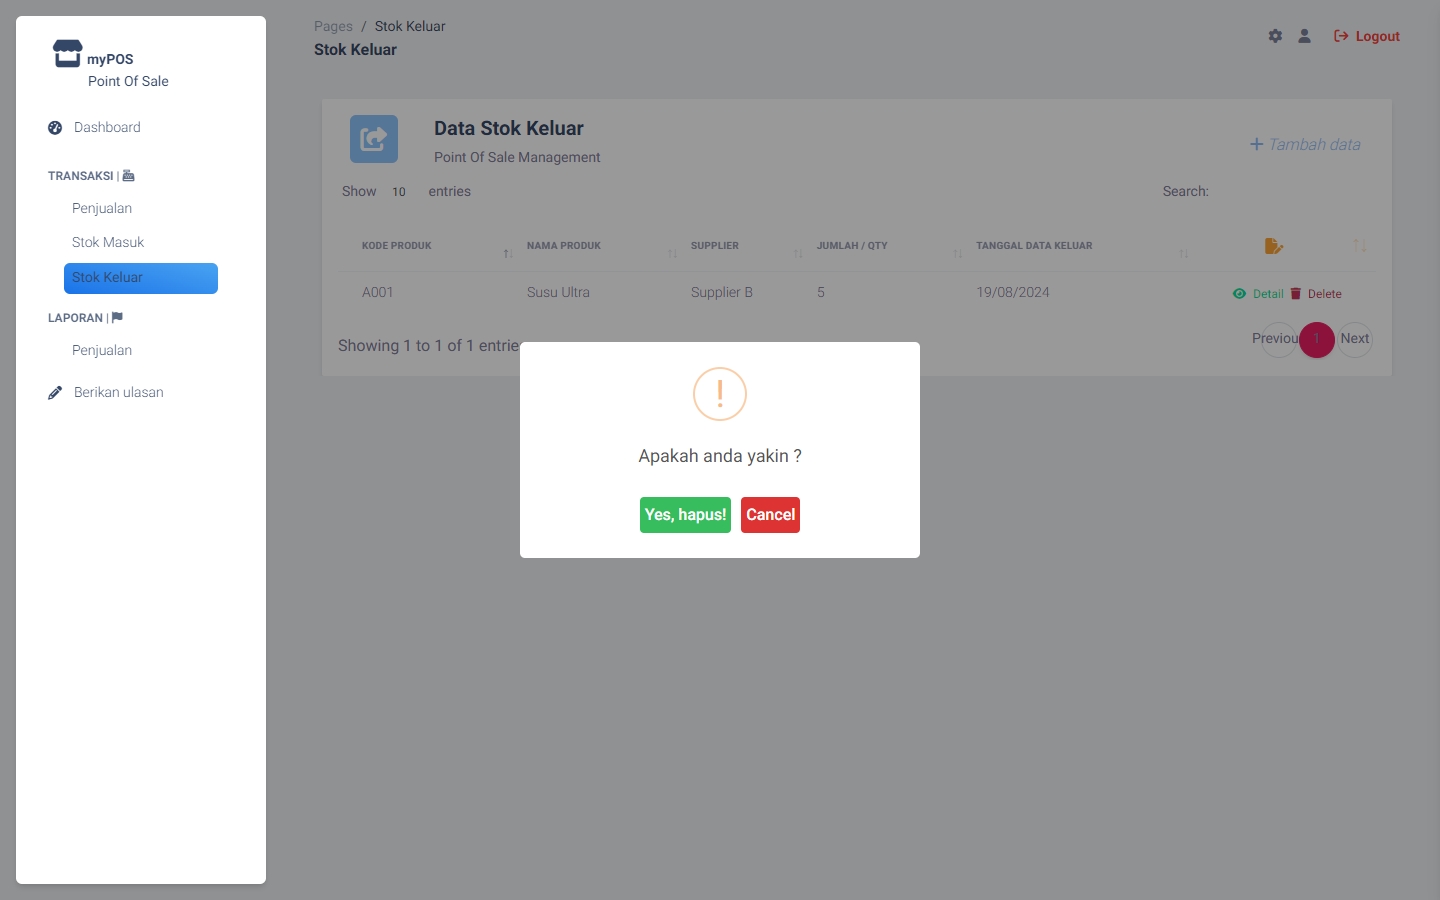 myPOS
Point Of Sale
Dashboard
TRANSAKSI |
Penjualan
Stok Masuk
Stok Keluar
LAPORAN |
Penjualan
Berikan ulasan
Pages / Stok Keluar
Stok Keluar
Logout
Data Stok Keluar
Point Of Sale Management
+ Tambah data
Show 10 entries
Search:
KODE PRODUK NAMA PRODUK SUPPLIER JUMLAH / QTY TANGGAL DATA KELUAR
A001 Susu Ultra Supplier B 5 19/08/2024 Detail Delete
Showing 1 to 1 of 1 entrie
Previou 1 Next
!
Apakah anda yakin ?
Yes, hapus! Cancel